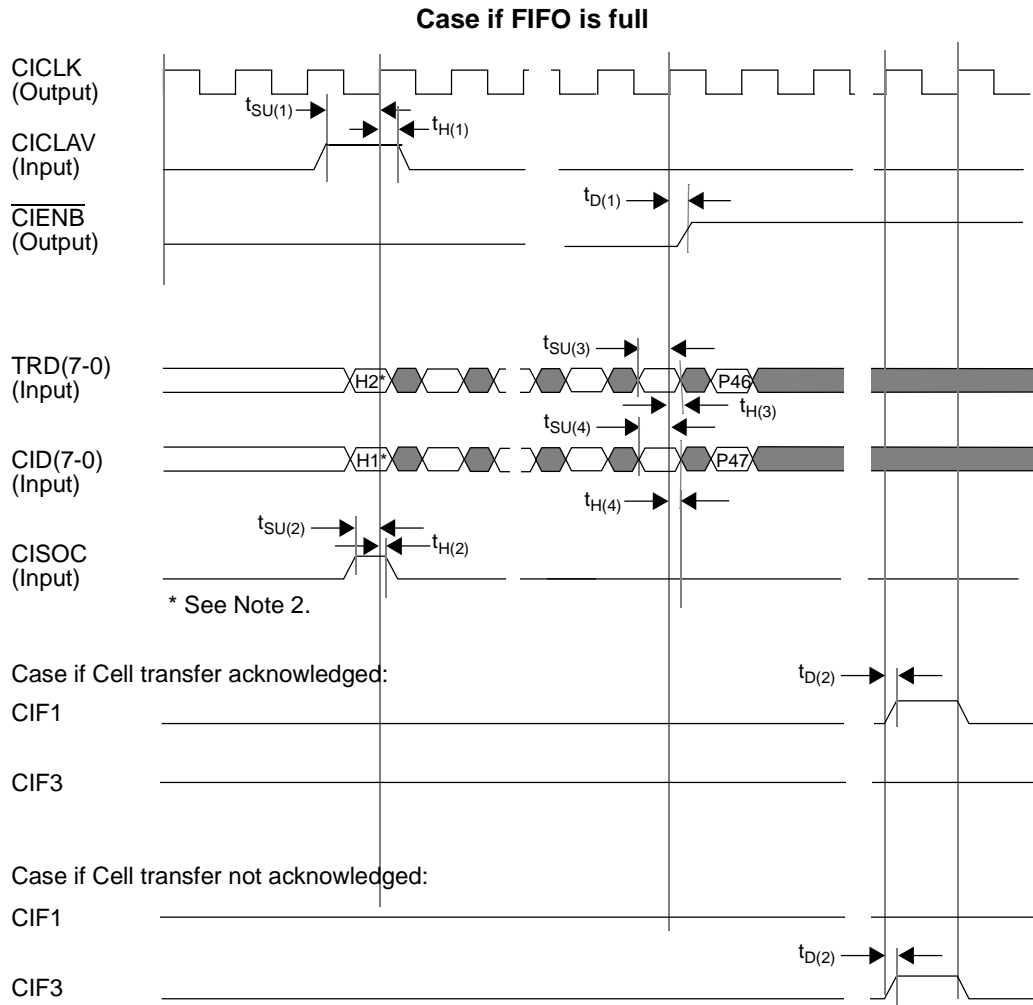 Case if FIFO is full
CICLK
(Output)
tSU(1)
tH(1)
CICLAV
(Input)
tD(1)
CIENB
(Output)
tSU(3)
TRD(7-0)
(Input)
H2*
P46
tH(3)
tSU(4)
CID(7-0)
(Input)
H1*
P47
tH(4)
tSU(2)
tH(2)
CISOC
(Input)
* See Note 2.
Case if Cell transfer acknowledged:
tD(2)
CIF1
CIF3
Case if Cell transfer not acknowledged:
CIF1
tD(2)
CIF3